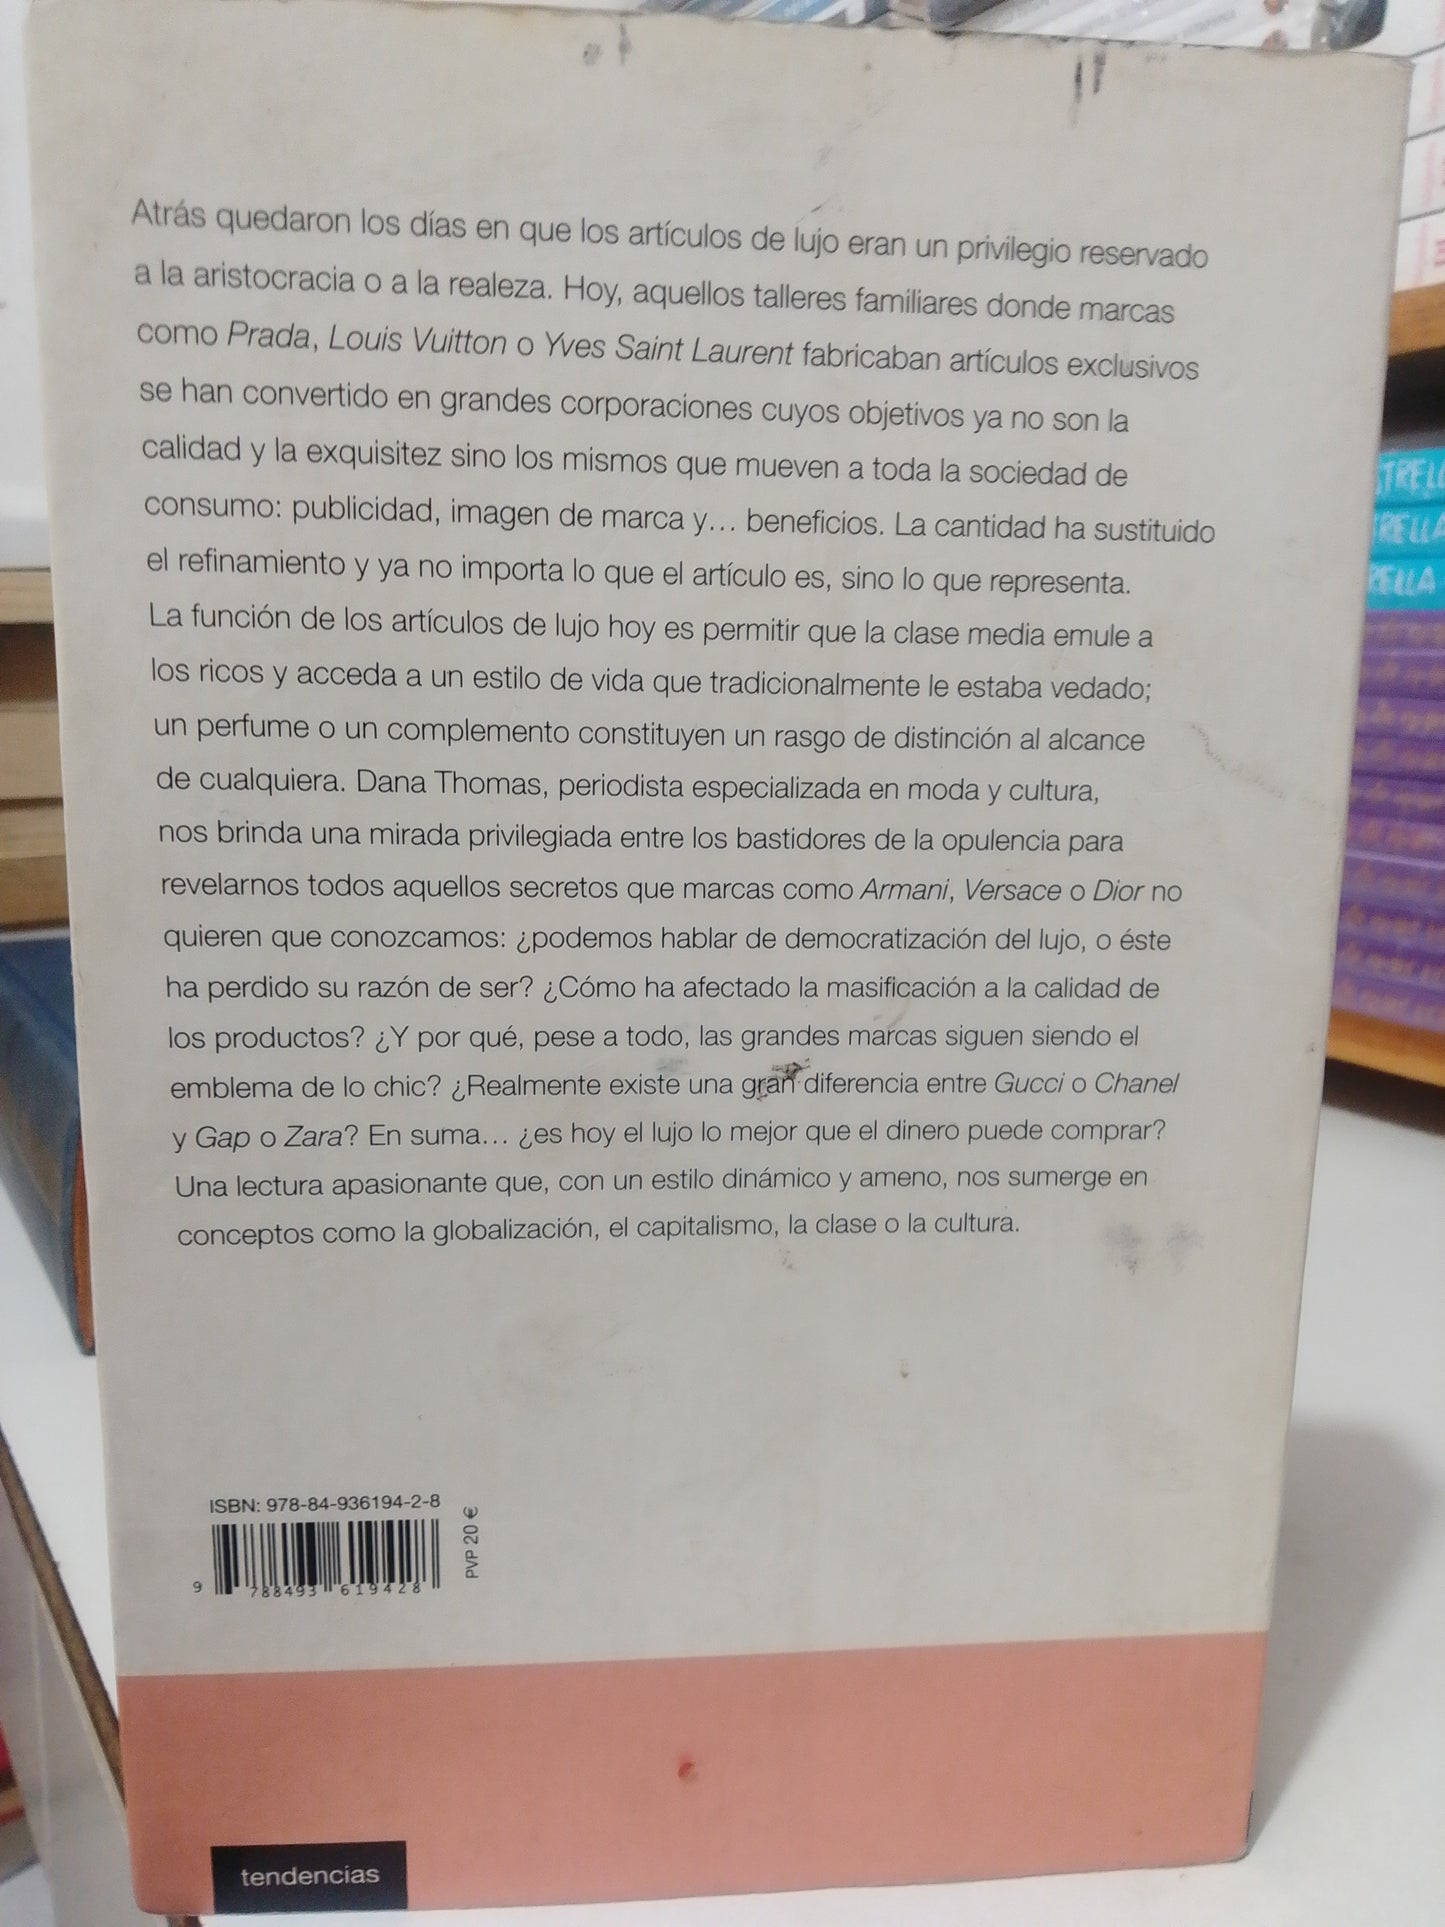 Atrás quedaron los días en que los artículos de lujo eran un privilegio reservado
a la aristocracia o a la realeza. Hoy, aquellos talleres familiares donde marcas
como Prada, Louis Vuitton o Yves Saint Laurent fabricaban artículos exclusivos
se han convertido en grandes corporaciones cuyos objetivos ya no son la
calidad y la exquisitez sino los mismos que mueven a toda la sociedad de
consumo: publicidad, imagen de marca y... beneficios. La cantidad ha sustituido
el refinamiento y ya no importa lo que el artículo es, sino lo que representa.
La función de los artículos de lujo hoy es permitir que la clase media emule a
los ricos y acceda a un estilo de vida que tradicionalmente le estaba vedado;
un perfume o un complemento constituyen un rasgo de distinción al alcance
de cualquiera. Dana Thomas, periodista especializada en moda y cultura,
nos brinda una mirada privilegiada entre los bastidores de la opulencia para
revelarnos todos aquellos secretos que marcas como Armani, Versace o Dior no
quieren que conozcamos: ¿podemos hablar de democratización del lujo, o éste
ha perdido su razón de ser? ¿Cómo ha afectado la masificación a la calidad de
los productos? ¿Y por qué, pese a todo, las grandes marcas siguen siendo el
emblema de lo chic? ¿Realmente existe una gran diferencia entre Gucci o Chanel
y Gap o Zara? En suma... ¿es hoy el lujo lo mejor que el dinero puede comprar?
Una lectura apasionante que, con un estilo dinámico y ameno, nos sumerge en
conceptos como la globalización, el capitalismo, la clase o la cultura.
ISBN: 978-84-936194-2-8
9 788493 619428
PVP 20 €
tendencias